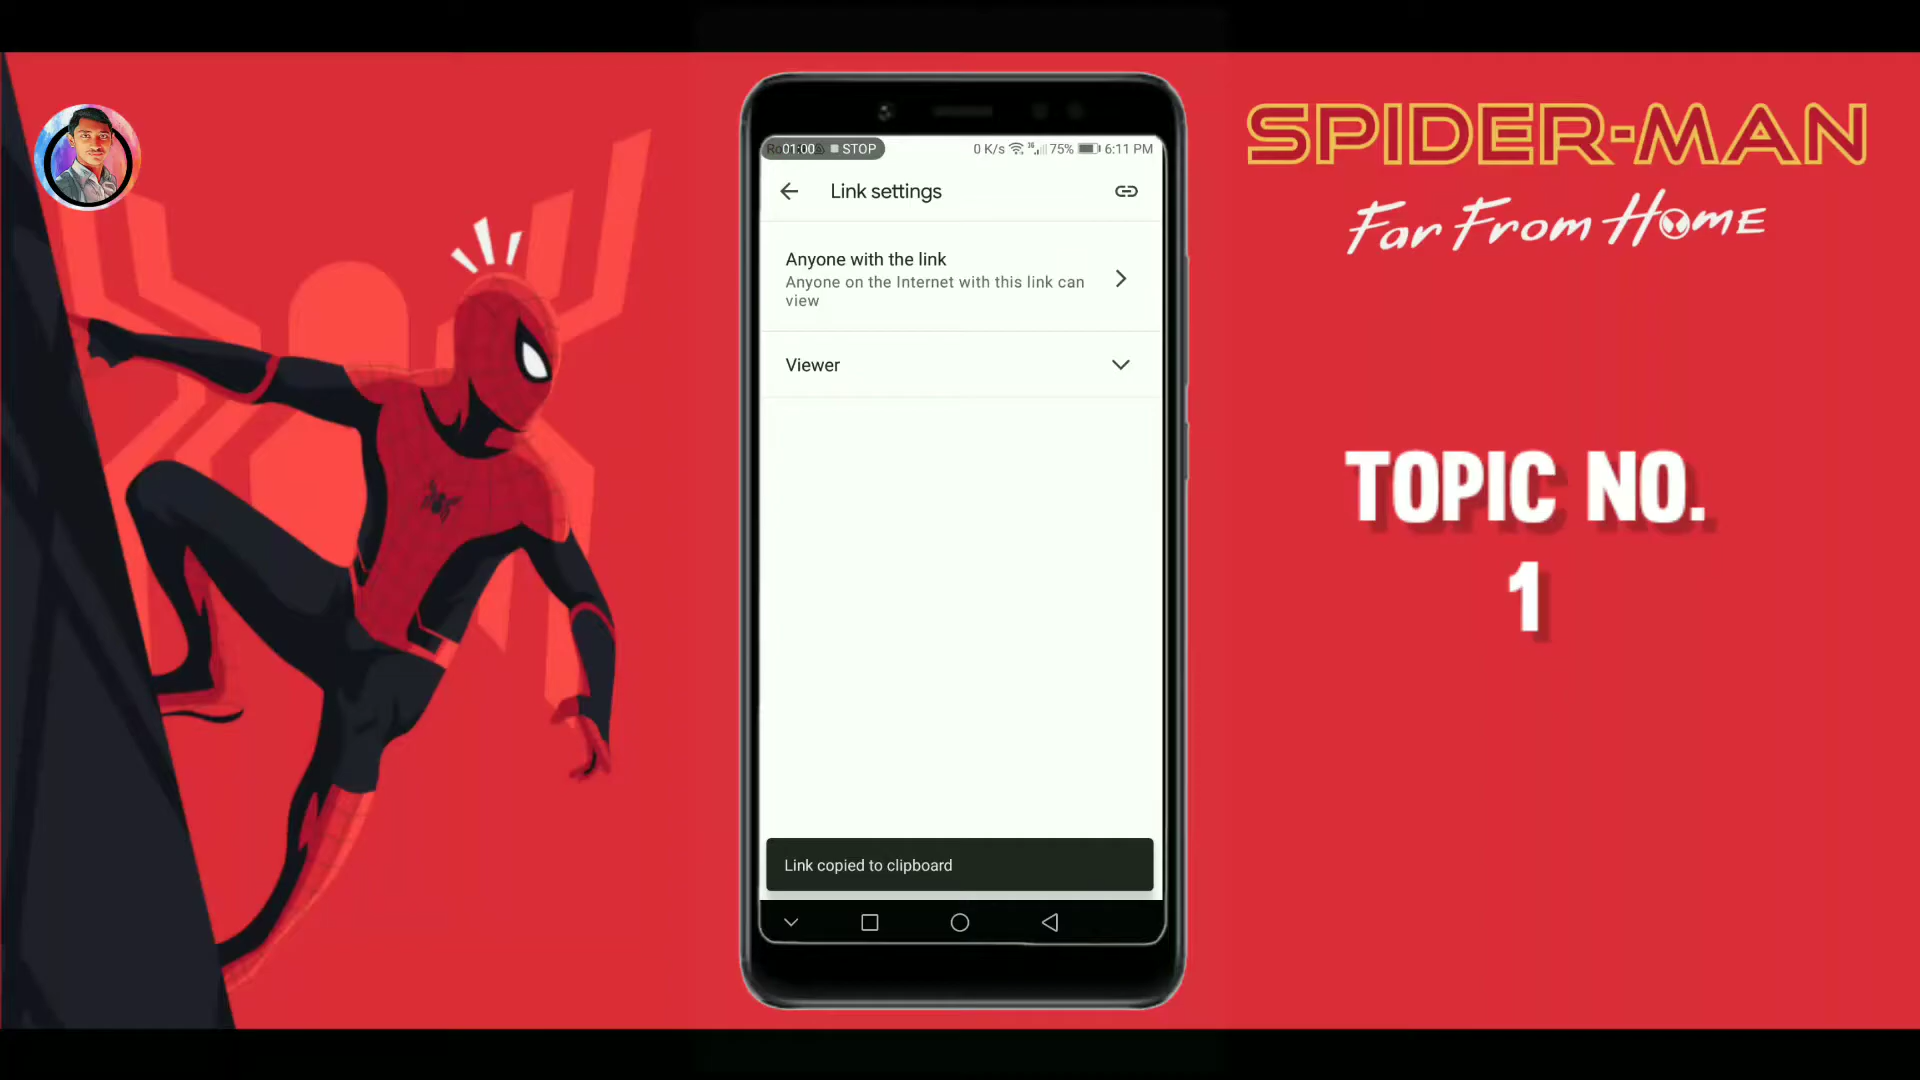 01:00 STOP 0 K/s 75% 6:11 PM
Link settings
Anyone with the link
Anyone on the Internet with this link can
view
Viewer
Link copied to clipboard
SPIDER-MAN
Far From Home
TOPIC NO.
1